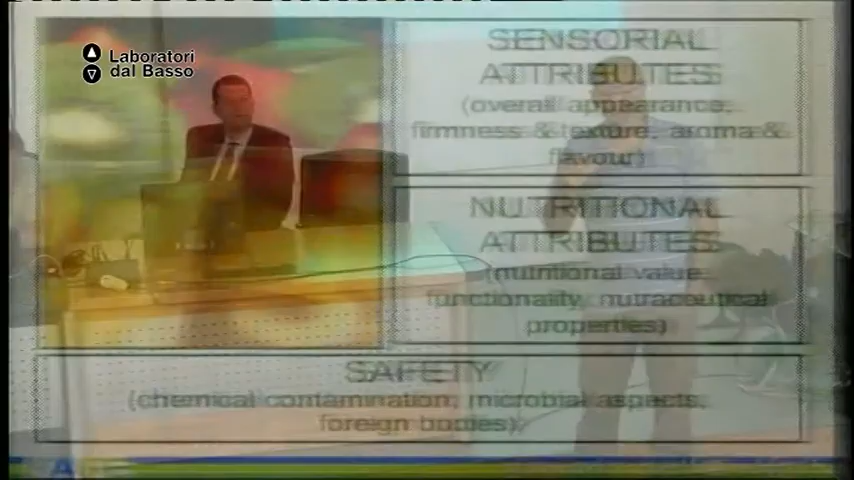 Laboratori
dal Basso
SENSORIAL
ATTRIBUTES
(overall appearance,
firmness & texture, aroma &
flavour)
NUTRITIONAL
ATTRIBUTES
(nutritional value,
functionality, nutraceutical
properties)
SAFETY
(chemical contamination, microbial aspects,
foreign bodies)